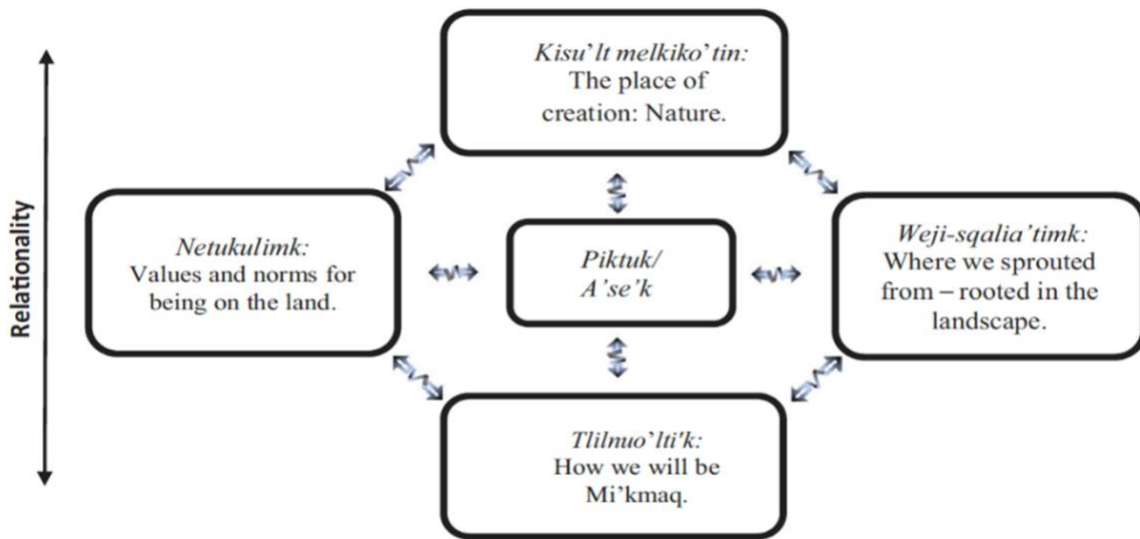 Kisu’lt melkiko’tin:
The place of
creation: Nature.
Relationality
Netukulimk:
Values and norms for
being on the land.
Piktuk/
A’se’k
Weji-sqalia’timk:
Where we sprouted
from – rooted in the
landscape.
Tlilnuo’lti'k:
How we will be
Mi’kmaq.